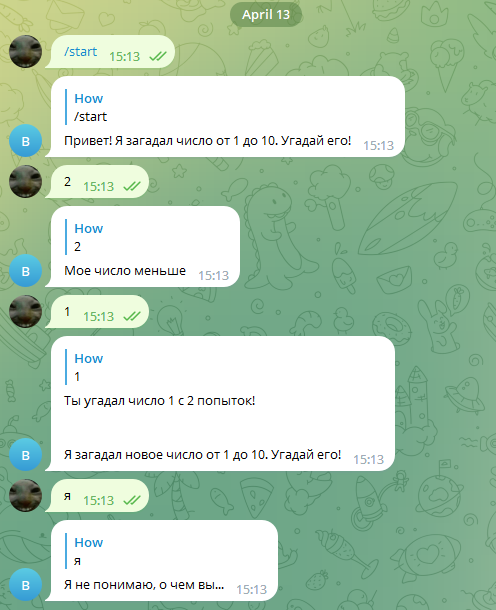 April 13
/start 15:13
How
/start
Привет! Я загадал число от 1 до 10. Угадай его! 15:13
B
2 15:13
How
2
Мое число меньше 15:13
B
1 15:13
How
1
Ты угадал число 1 с 2 попыток!
Я загадал новое число от 1 до 10. Угадай его! 15:13
B
я 15:13
How
я
Я не понимаю, о чем вы... 15:13
B